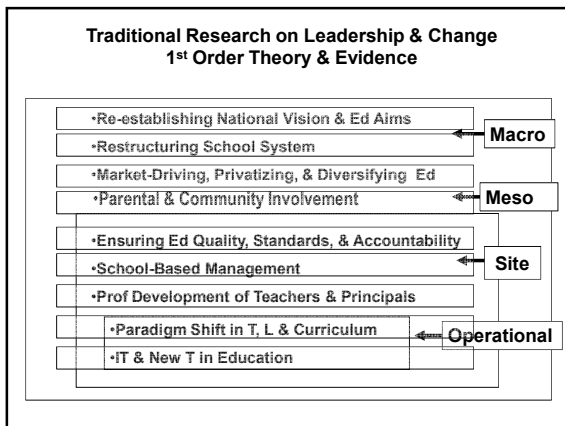 Traditional Research on Leadership & Change
1st Order Theory & Evidence
•Re-establishing National Vision & Ed Aims
Macro
•Restructuring School System
•Market-Driving, Privatizing, & Diversifying Ed
•Parental & Community Involvement
Meso
•Ensuring Ed Quality, Standards, & Accountability
•School-Based Management
Site
•Prof Development of Teachers & Principals
•Paradigm Shift in T, L & Curriculum
Operational
•IT & New T in Education